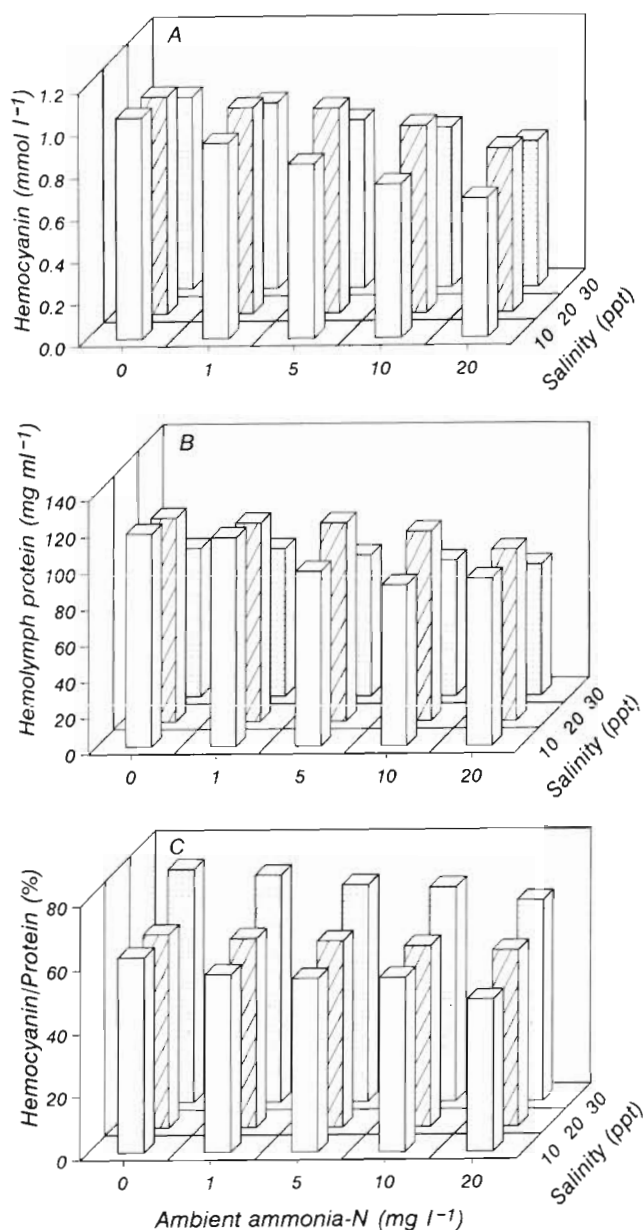 A
Hemocyanin (mmol l⁻¹)
1.2
1.0
0.8
0.6
0.4
0.2
0.0
0 1 5 10 20
10 20 30
Salinity (ppt)
B
Hemolymph protein (mg ml⁻¹)
140
120
100
80
60
40
20
0
0 1 5 10 20
10 20 30
Salinity (ppt)
C
Hemocyanin/Protein (%)
80
60
40
20
0
0 1 5 10 20
10 20 30
Salinity (ppt)
Ambient ammonia-N (mg l⁻¹)